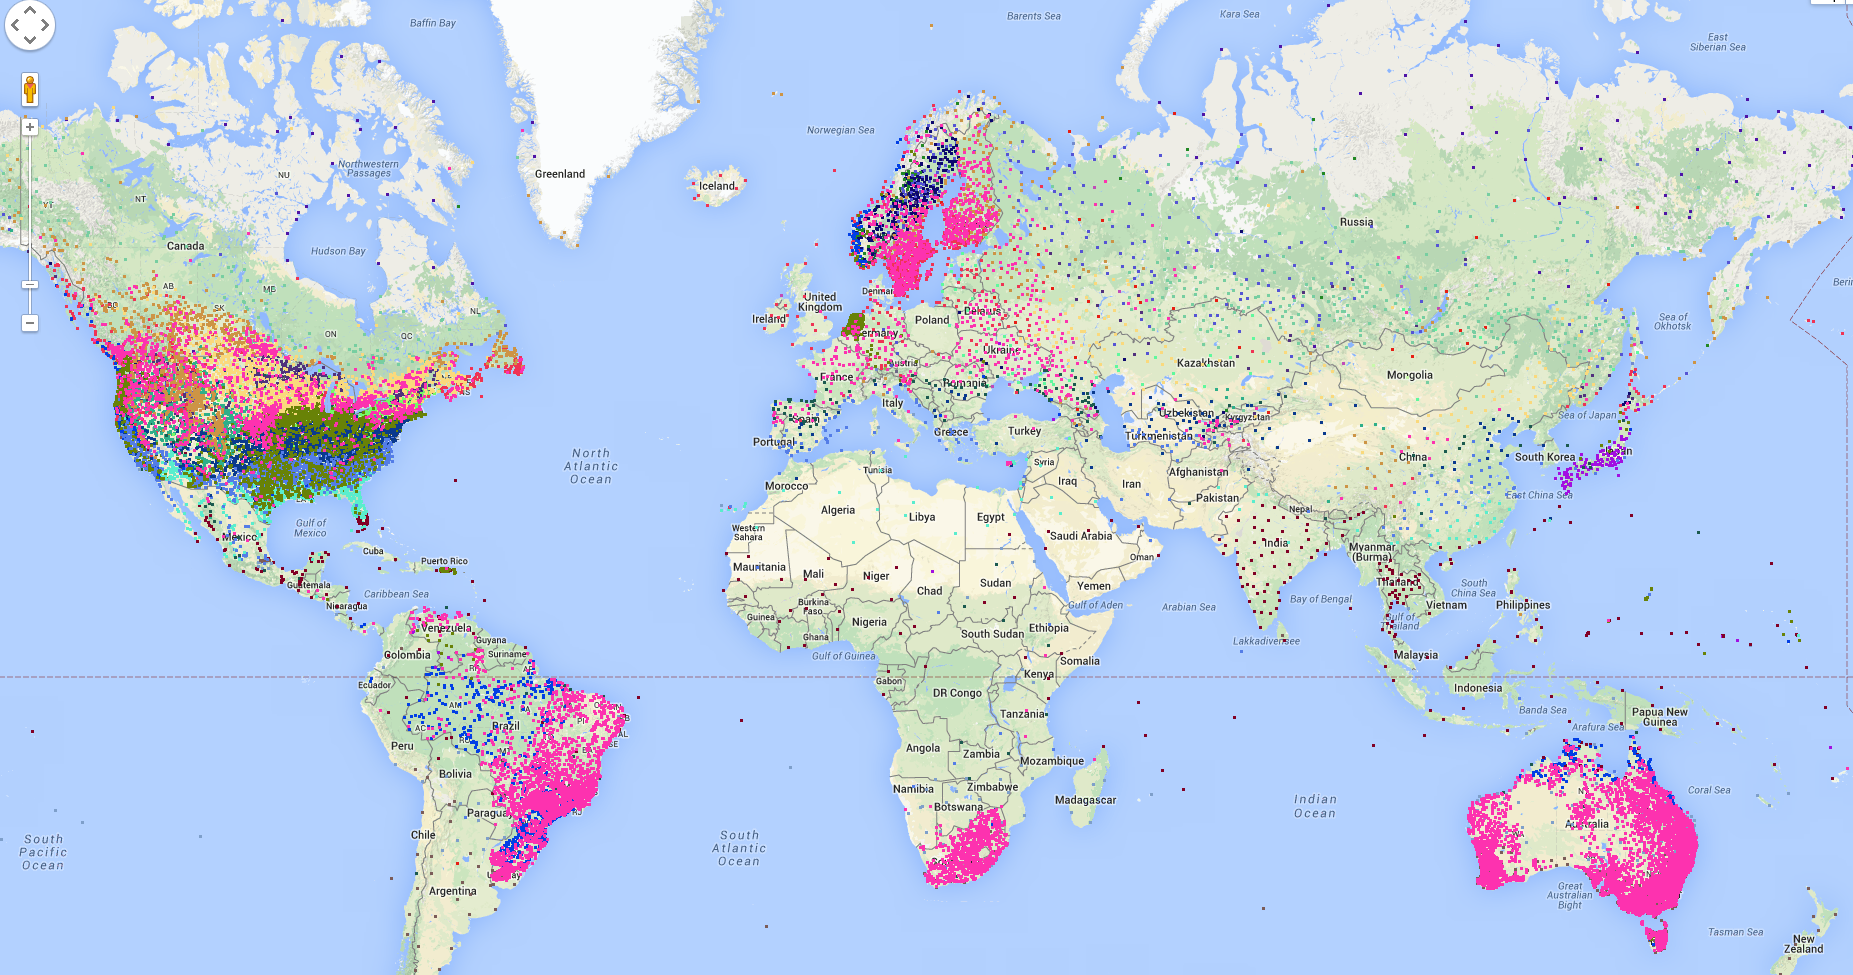 Baffin Bay
Barents Sea
Kara Sea
East
Siberian Sea
Norwegian Sea
Northwestern
Passages
NU
NT
YT
Greenland
Iceland
Russia
Canada
Hudson Bay
AB
SK
MB
ON
QC
NL
United
Kingdom
Ireland
Poland
Belarus
Ukraine
France
Austria
Romania
Italy
Spain
Portugal
Greece
Turkey
Kazakhstan
Mongolia
Uzbekistan
Kyrgyzstan
Turkmenistan
Sea of
Okhotsk
Sea of Japan
China
South Korea
Japan
East China Sea
North
Atlantic
Ocean
Gulf of
Mexico
Mexico
Cuba
Puerto Rico
Guatemala
Nicaragua
Caribbean Sea
Tunisia
Morocco
Algeria
Libya
Egypt
Western
Sahara
Syria
Iraq
Iran
Afghanistan
Pakistan
Nepal
India
Saudi Arabia
Oman
Yemen
Gulf of Aden
Arabian Sea
Bay of Bengal
Myanmar
(Burma)
Thailand
Gulf of
Thailand
Vietnam
South
China Sea
Philippines
Mauritania
Mali
Niger
Chad
Sudan
Burkina
Faso
Guinea
Ghana
Nigeria
South Sudan
Ethiopia
Somalia
Gulf of Guinea
Lakkadiversee
Malaysia
Indonesia
Banda Sea
Arafura Sea
Papua New
Guinea
Venezuela
Guyana
Suriname
Colombia
Ecuador
AM
AC
PI
AL
SE
RJ
Brazil
Peru
Bolivia
Paraguay
Chile
Uruguay
Argentina
Gabon
DR Congo
Kenya
Tanzania
Angola
Zambia
Mozambique
Namibia
Zimbabwe
Botswana
Madagascar
South
Pacific
Ocean
South
Atlantic
Ocean
Indian
Ocean
Australia
Great
Australian
Bight
Coral Sea
Tasman Sea
New
Zealand